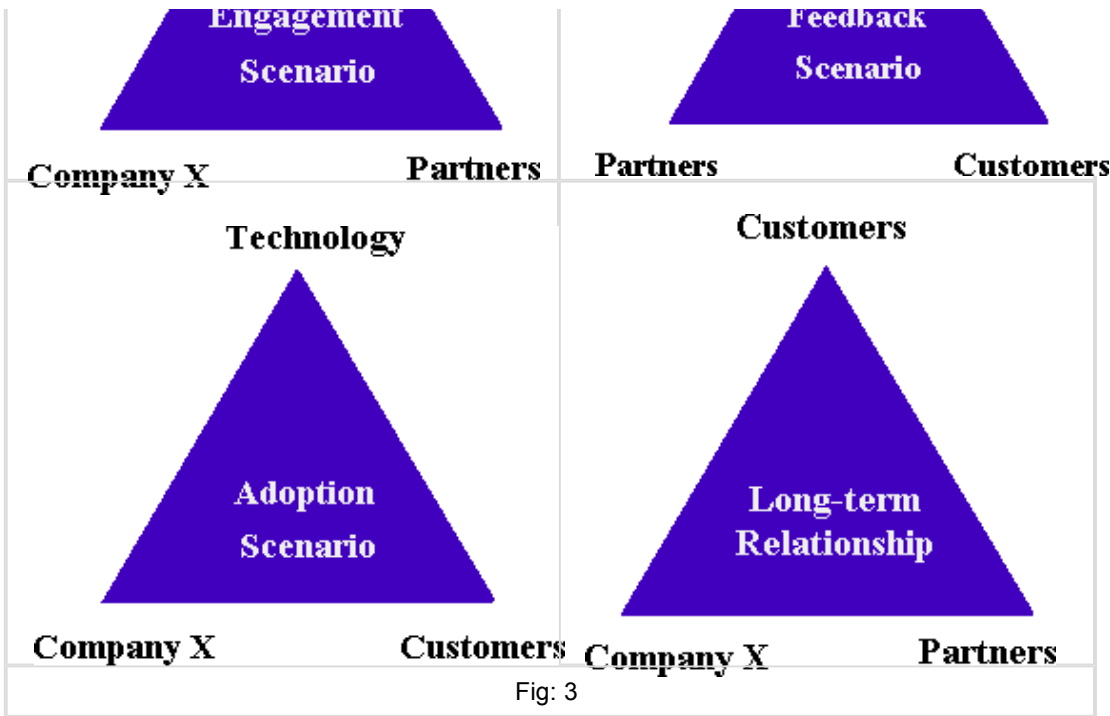 Engagement
Scenario
Company X
Partners
Feedback
Scenario
Partners
Customers
Technology
Adoption
Scenario
Company X
Customers
Customers
Long-term
Relationship
Company X
Partners
Fig: 3